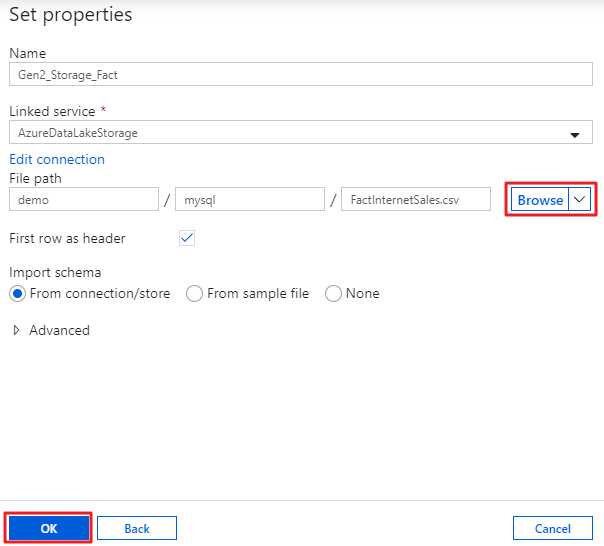 Set properties
Name
Gen2_Storage_Fact
Linked service *
AzureDataLakeStorage
Edit connection
File path
demo / mysql / FactInternetSales.csv Browse
First row as header
Import schema
From connection/store From sample file None
Advanced
OK Back Cancel